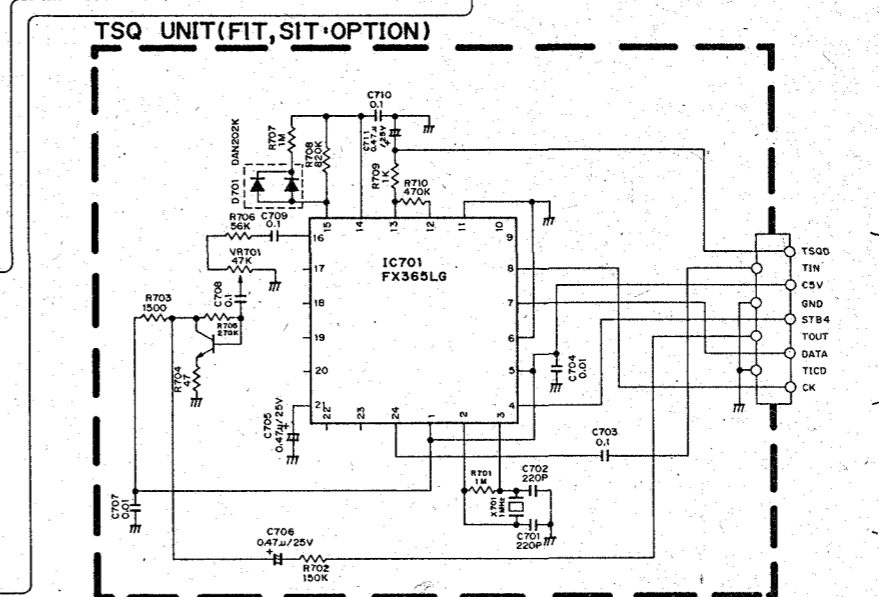 TSQ UNIT(FIT,SIT·OPTION)
C710
0.1
R707
1M
R708
820K
C711
0.47μ
/25V
DAN202K
D701
R709
1K
R710
470K
R706
56K
C709
0.1
15
14
13
12
11
10
16
9
IC701
FX365LG
VR701
47K
17
8
TSQD
TIN
C5V
GND
STB4
TOUT
DATA
TICD
CK
C708
0.1
R703
1500
R705
270K
18
7
19
6
R704
47
20
5
C704
0.01
21
4
22
23
24
1
2
3
C705
0.47μ/25V
C703
0.1
R701
1M
C702
220P
X701
1MHz
C707
0.01
C701
220P
C706
0.47μ/25V
R702
150K